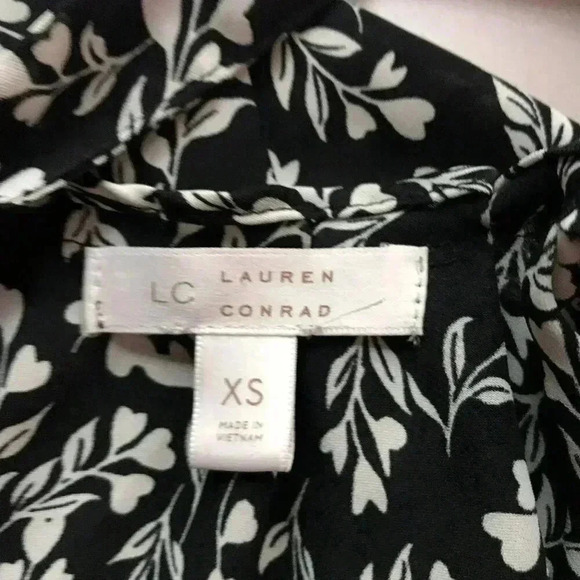 LC LAUREN
CONRAD
XS
MADE IN
VIETNAM